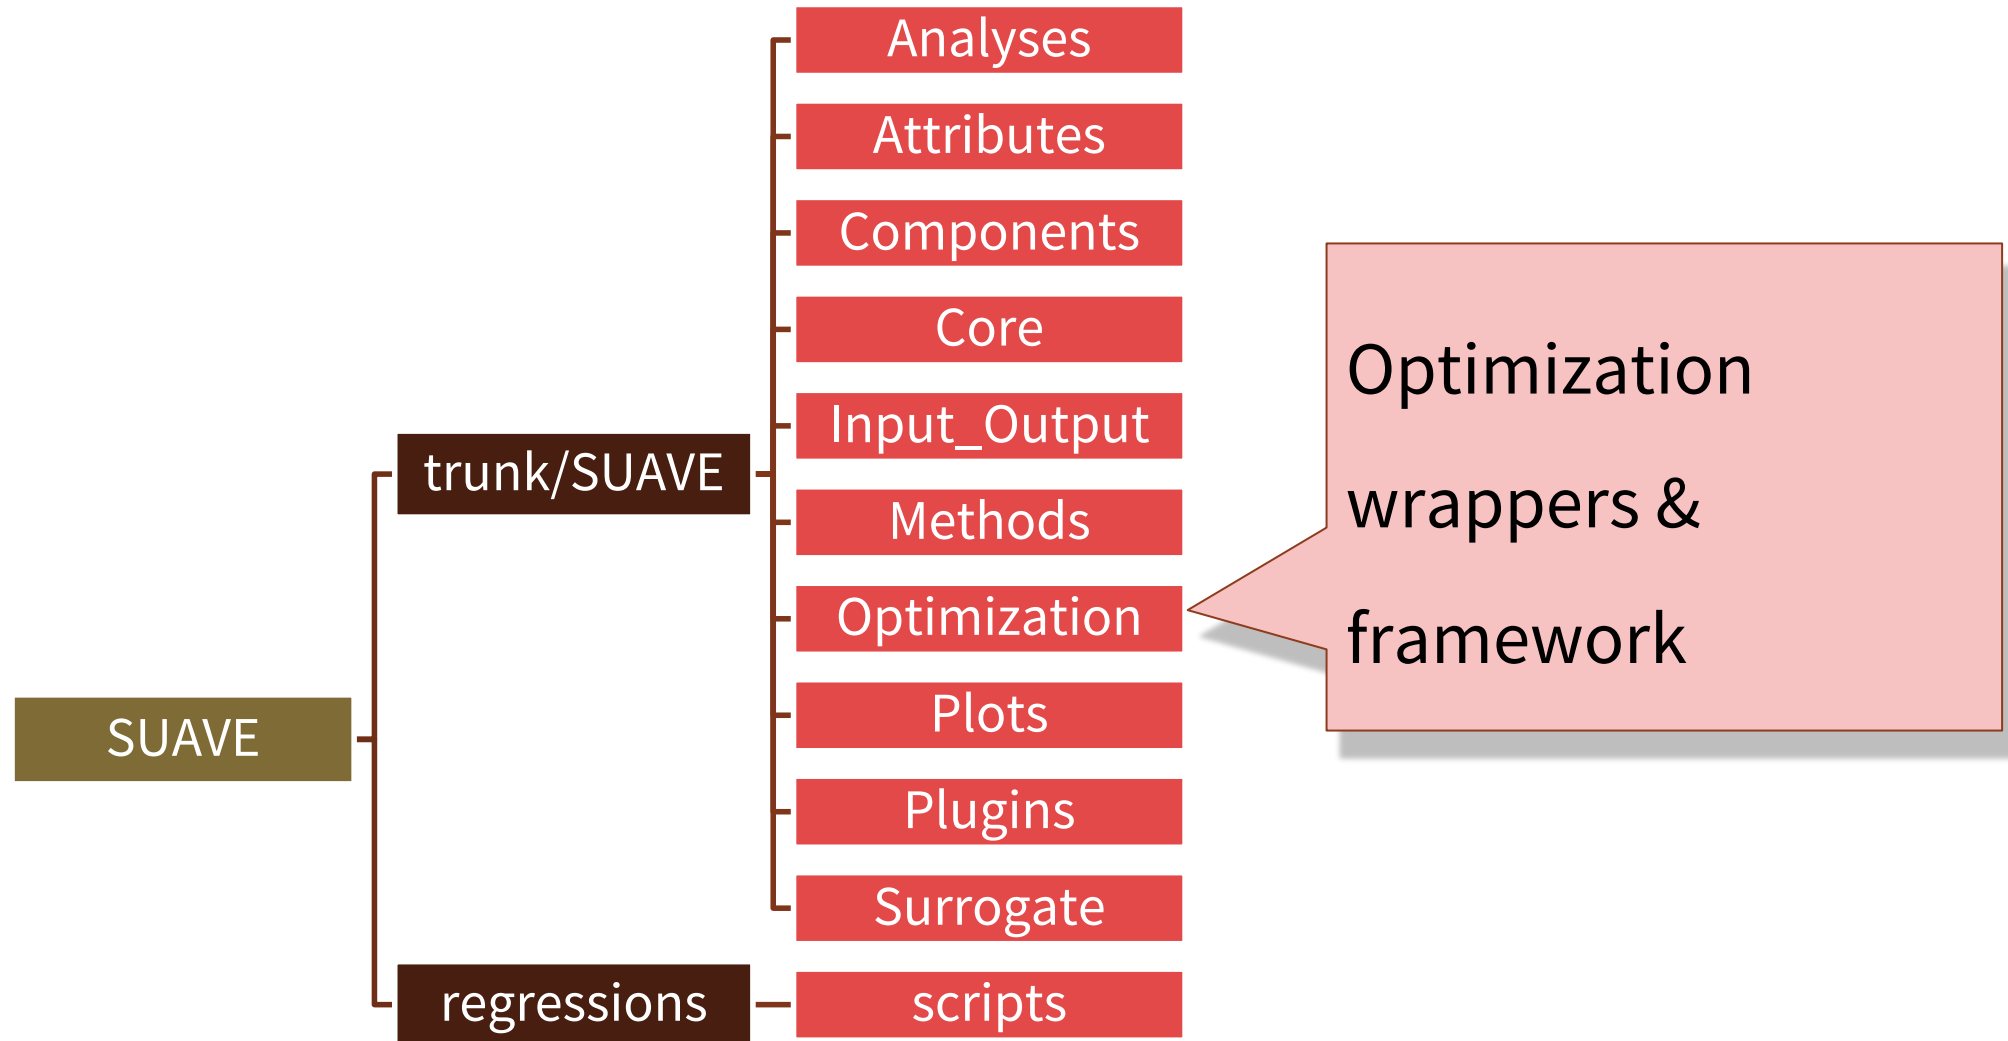 SUAVE
trunk/SUAVE
regressions
Analyses
Attributes
Components
Core
Input_Output
Methods
Optimization
Plots
Plugins
Surrogate
scripts
Optimization
wrappers &
framework